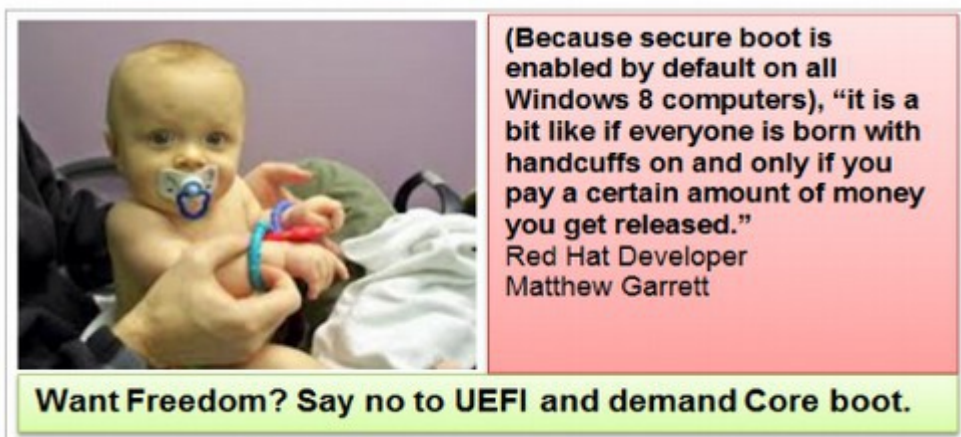 (Because secure boot is
enabled by default on all
Windows 8 computers), “it is a
bit like if everyone is born with
handcuffs on and only if you
pay a certain amount of money
you get released.”
Red Hat Developer
Matthew Garrett
Want Freedom? Say no to UEFI and demand Core boot.